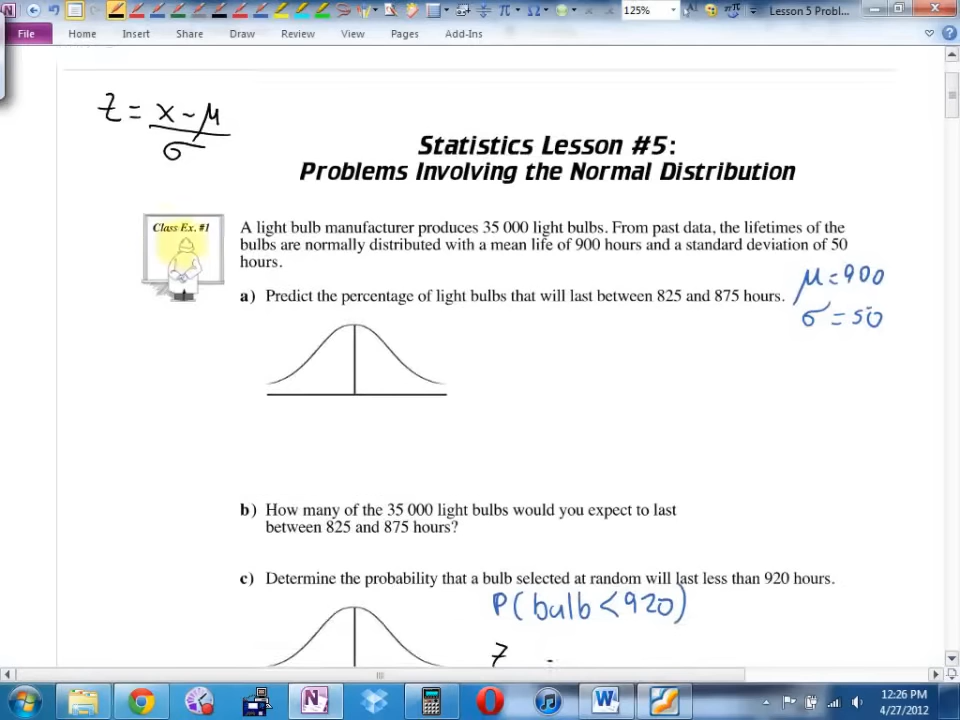 125%
Lesson 5 Probl...
File Home Insert Share Draw Review View Pages Add-Ins
z = x - μ
σ
Statistics Lesson #5:
Problems Involving the Normal Distribution
Class Ex. #1
A light bulb manufacturer produces 35 000 light bulbs. From past data, the lifetimes of the
bulbs are normally distributed with a mean life of 900 hours and a standard deviation of 50
hours.
μ = 900
a) Predict the percentage of light bulbs that will last between 825 and 875 hours.
σ = 50
b) How many of the 35 000 light bulbs would you expect to last
between 825 and 875 hours?
c) Determine the probability that a bulb selected at random will last less than 920 hours.
P(bulb < 920)
z
12:26 PM
4/27/2012